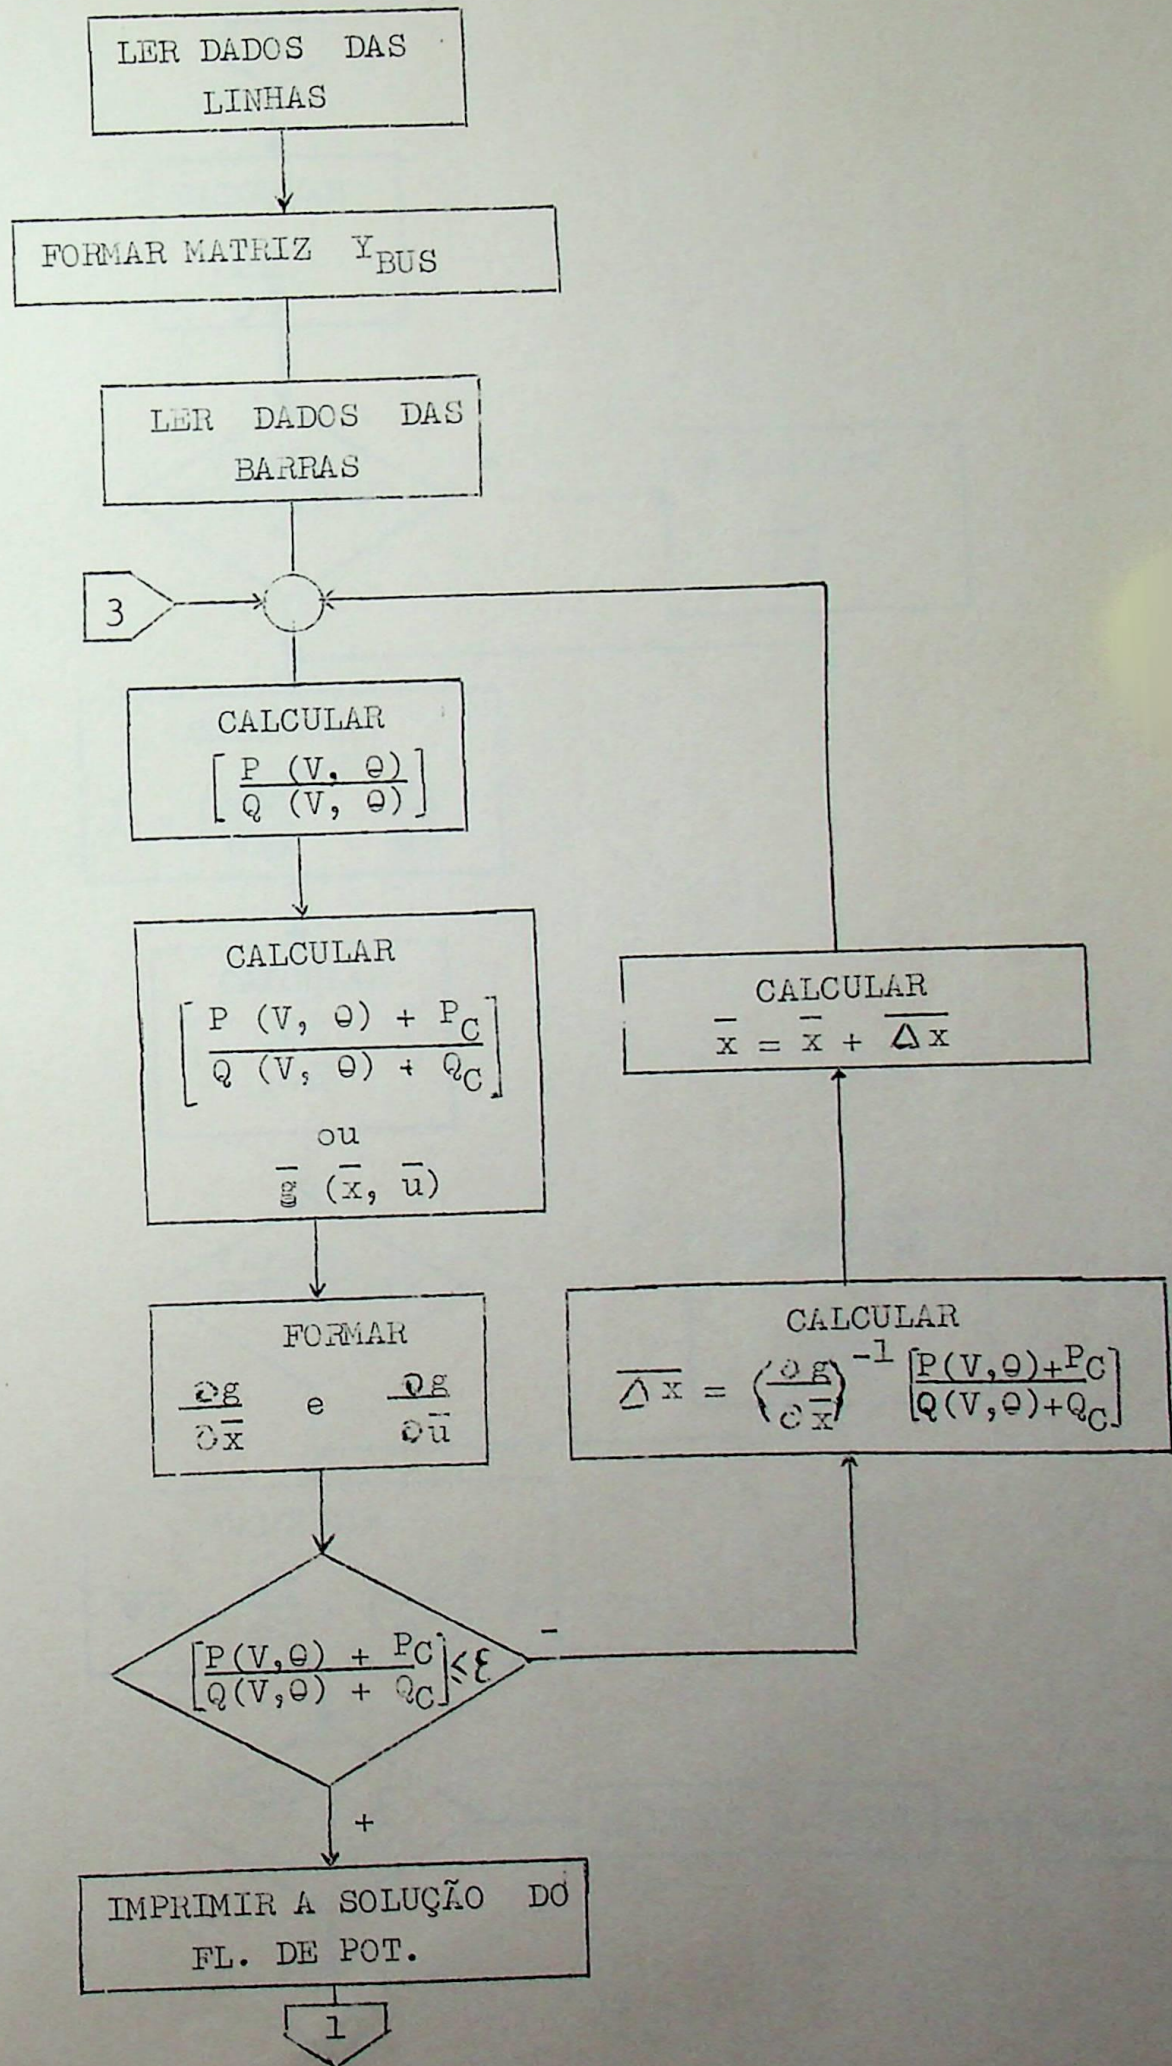 LER DADOS DAS
LINHAS
FORMAR MATRIZ Y_BUS
LER DADOS DAS
BARRAS
3
CALCULAR
P (V, θ)
Q (V, θ)
CALCULAR
P (V, θ) + P_C
Q (V, θ) + Q_C
ou
g̅ (x̅, u̅)
FORMAR
∂g/∂x̅ e ∂g/∂u̅
[P(V,θ) + P_C / Q(V,θ) + Q_C] ≤ ε
-
+
IMPRIMIR A SOLUÇÃO DO
FL. DE POT.
1
CALCULAR
Δx̅ = (∂g/∂x̅)^-1 [P(V,θ)+P_C / Q(V,θ)+Q_C]
CALCULAR
x̅ = x̅ + Δx̅